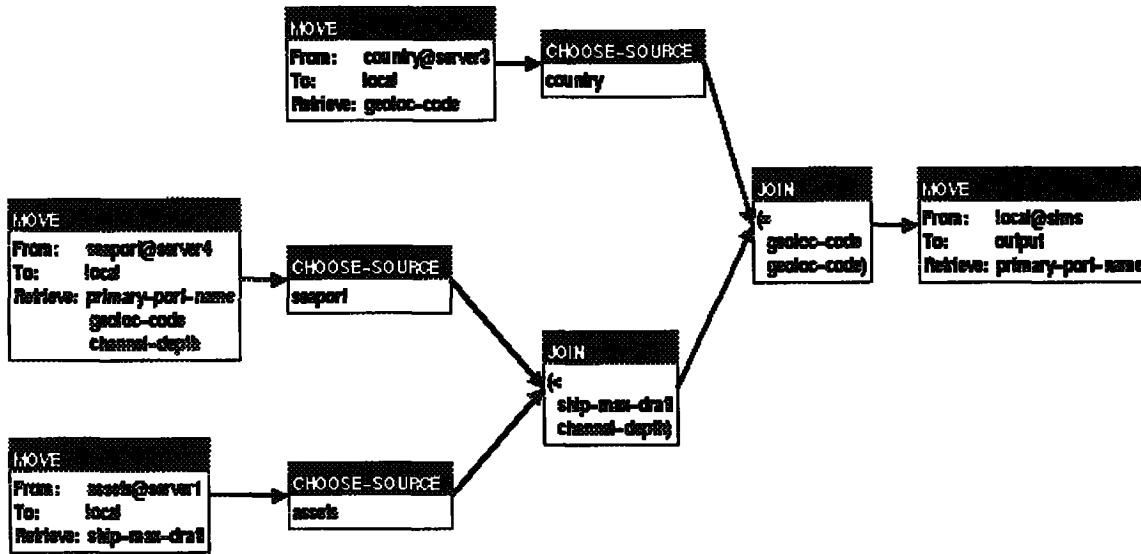 MOVE
From: country@server3
To: local
Retrieve: geoloc-code
CHOOSE-SOURCE
country
MOVE
From: seaport@server4
To: local
Retrieve: primary-port-name
geoloc-code
channel-depth
CHOOSE-SOURCE
seaport
MOVE
From: assets@server1
To: local
Retrieve: ship-max-draft
CHOOSE-SOURCE
assets
JOIN
(<
ship-max-draft
channel-depth)
JOIN
(=
geoloc-code
geoloc-code)
MOVE
From: local@sims
To: output
Retrieve: primary-port-name